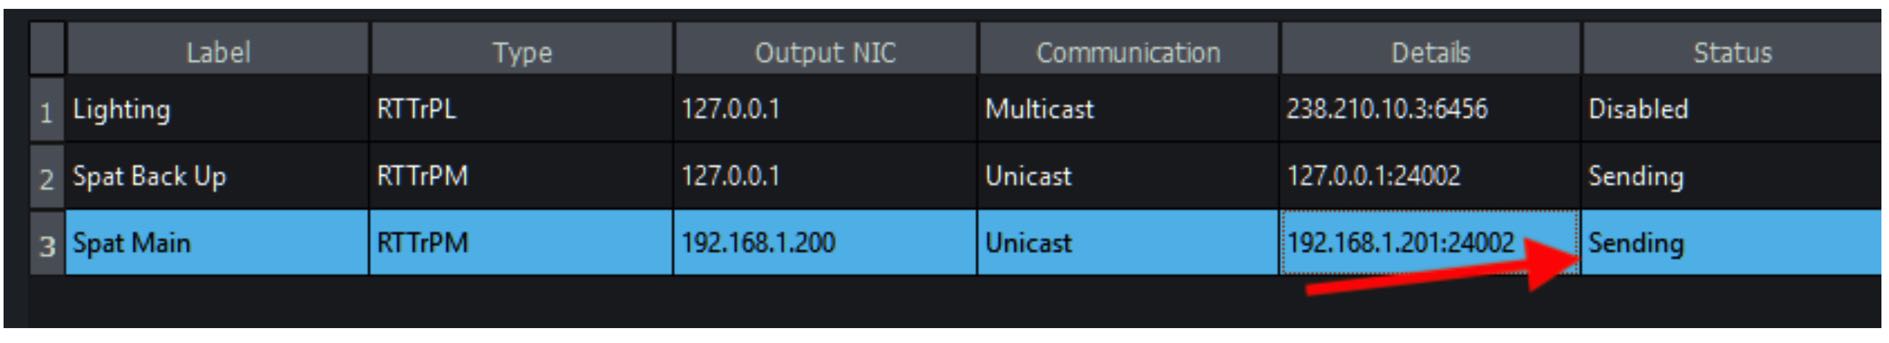 Label Type Output NIC Communication Details Status
1 Lighting RTTrPL 127.0.0.1 Multicast 238.210.10.3:6456 Disabled
2 Spat Back Up RTTrPM 127.0.0.1 Unicast 127.0.0.1:24002 Sending
3 Spat Main RTTrPM 192.168.1.200 Unicast 192.168.1.201:24002 Sending